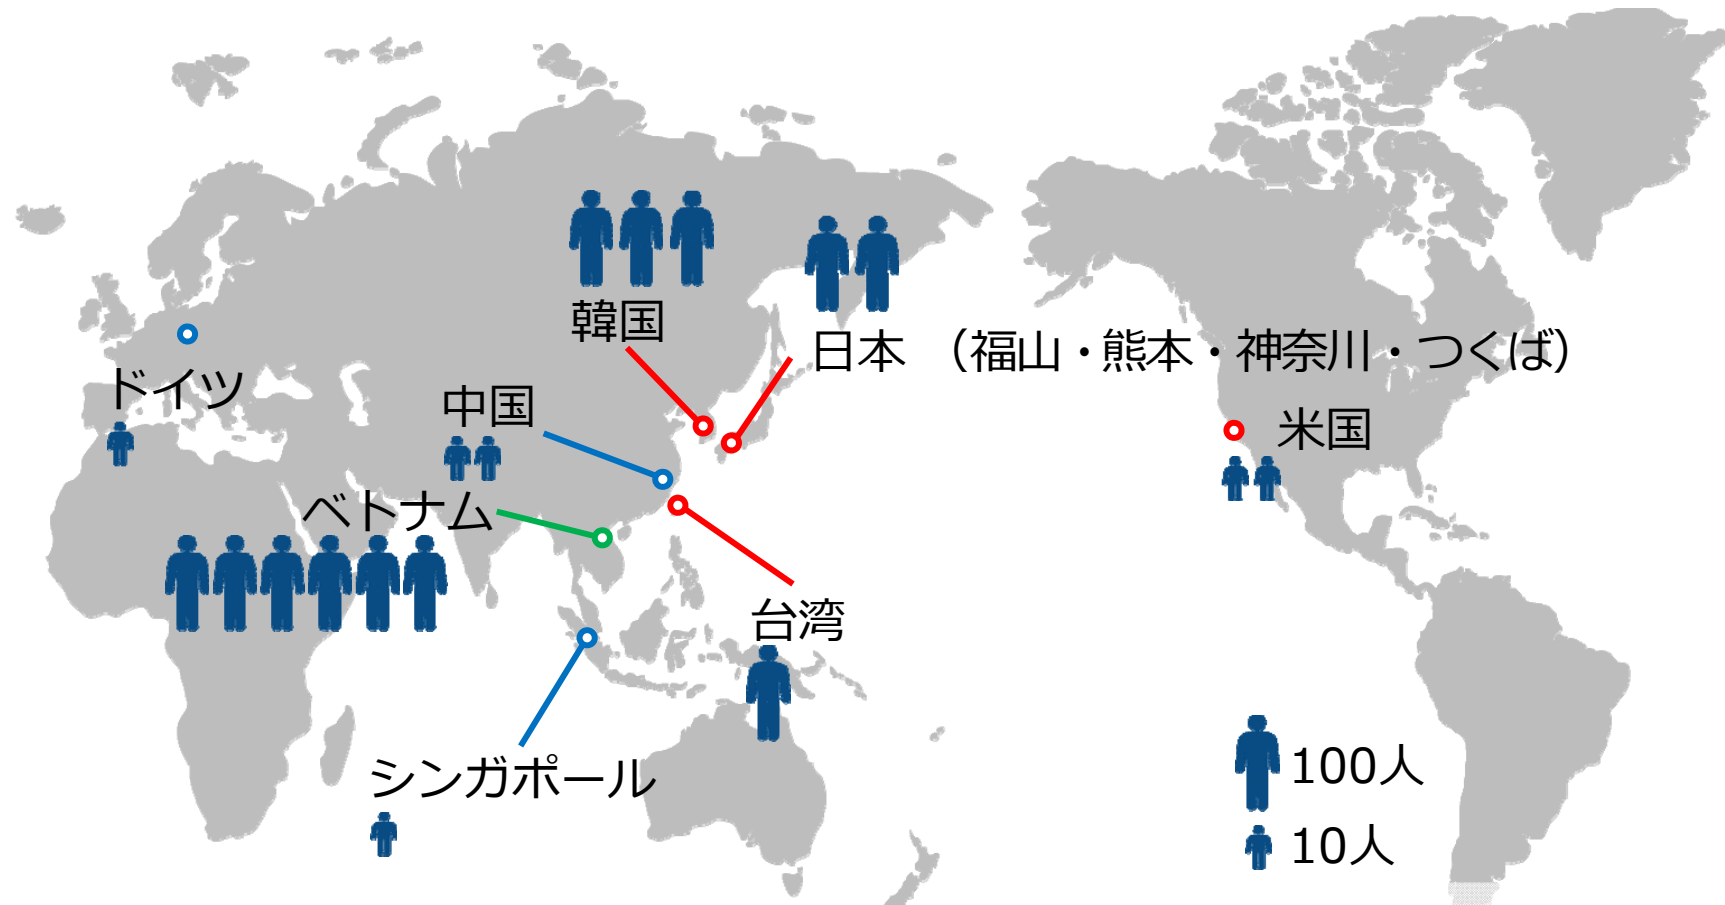 韓国
日本 （福山・熊本・神奈川・つくば）
ドイツ
中国
米国
ベトナム
台湾
シンガポール
100人
10人